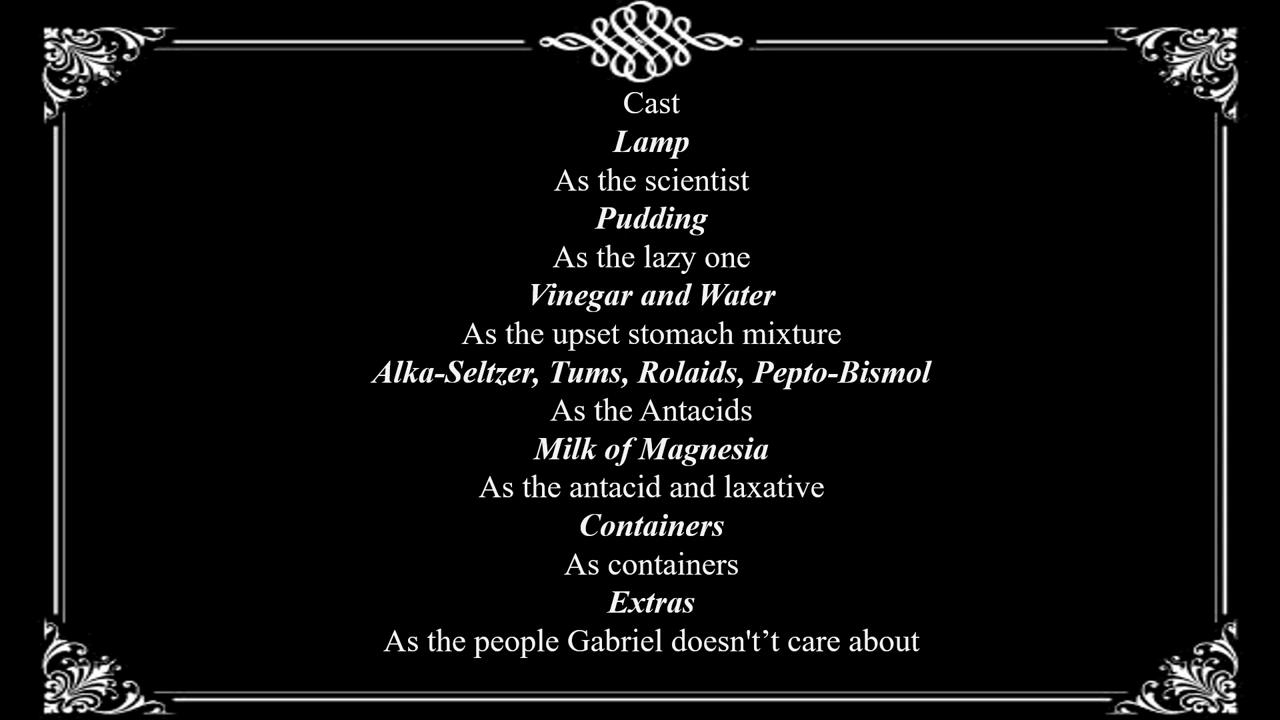 Cast
Lamp
As the scientist
Pudding
As the lazy one
Vinegar and Water
As the upset stomach mixture
Alka-Seltzer, Tums, Rolaids, Pepto-Bismol
As the Antacids
Milk of Magnesia
As the antacid and laxative
Containers
As containers
Extras
As the people Gabriel doesn't’t care about